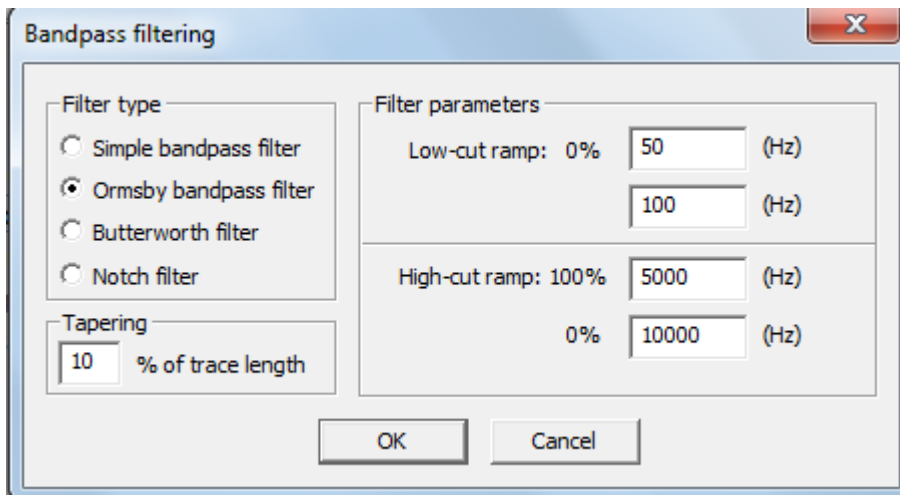 Bandpass filtering
Filter type
Simple bandpass filter
Ormsby bandpass filter
Butterworth filter
Notch filter
Tapering
10 % of trace length
Filter parameters
Low-cut ramp: 0% 50 (Hz)
100 (Hz)
High-cut ramp: 100% 5000 (Hz)
0% 10000 (Hz)
OK Cancel